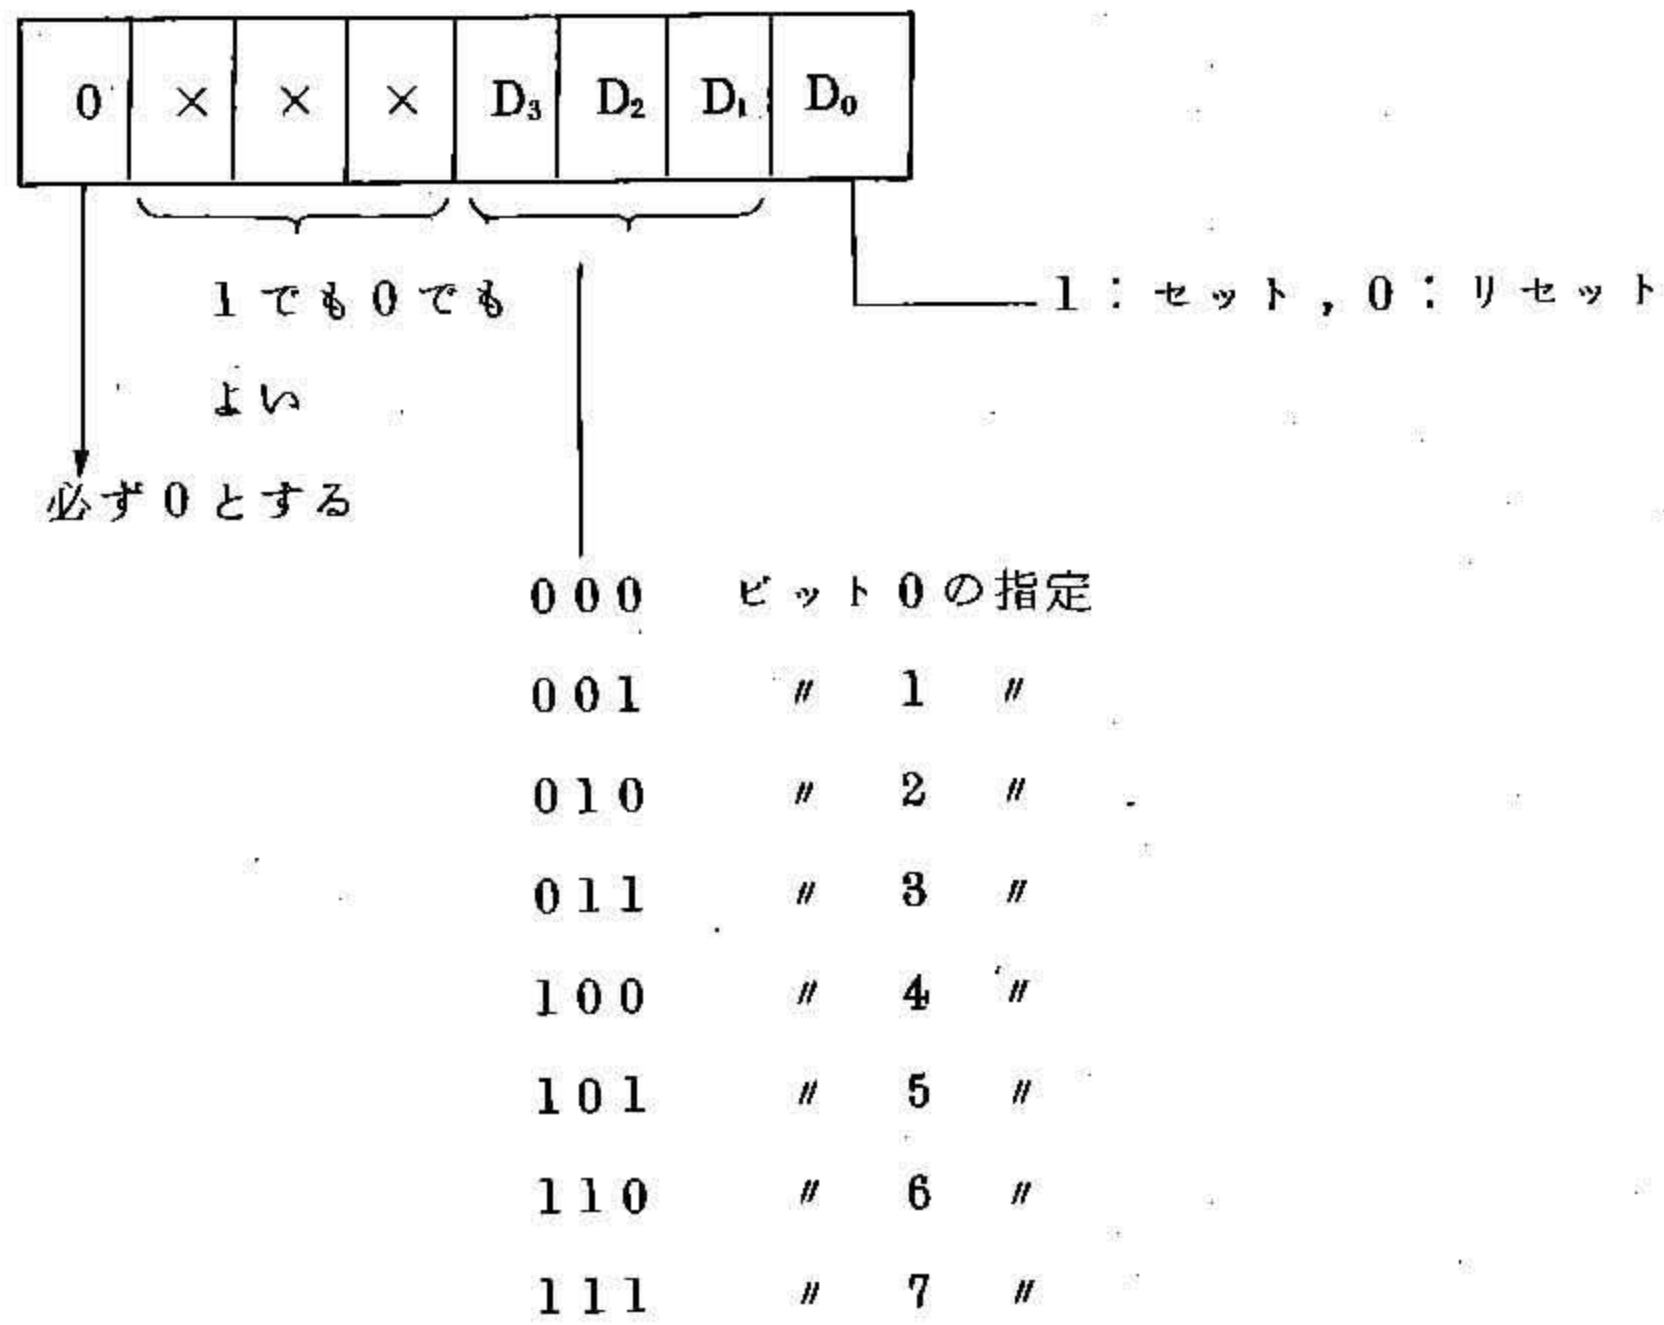 0 × × × D₃ D₂ D₁ D₀
1でも0でも
よい
1：セット，0：リセット
必ず0とする
000 ビット0の指定
001 〃 1 〃
010 〃 2 〃
011 〃 3 〃
100 〃 4 〃
101 〃 5 〃
110 〃 6 〃
111 〃 7 〃